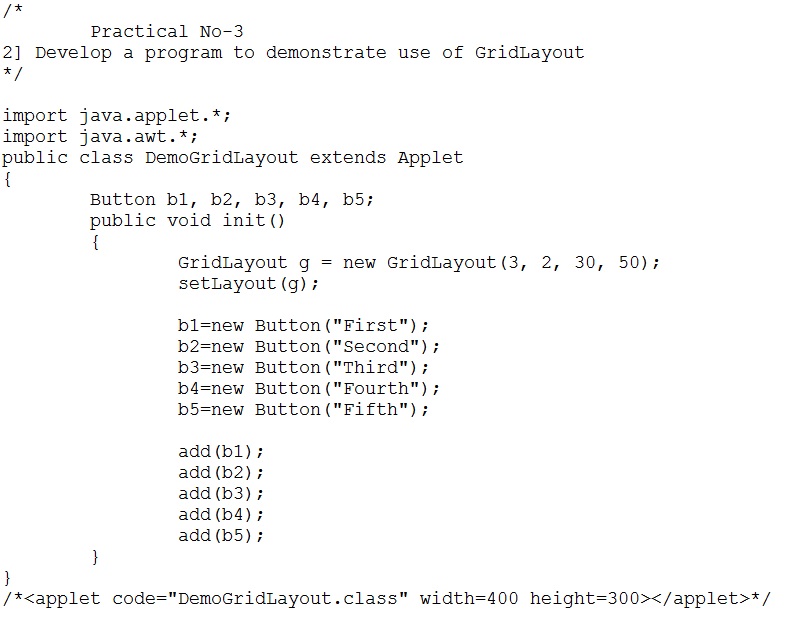 /*
Practical No-3
2] Develop a program to demonstrate use of GridLayout
*/
import java.applet.*;
import java.awt.*;
public class DemoGridLayout extends Applet
{
Button b1, b2, b3, b4, b5;
public void init()
{
GridLayout g = new GridLayout(3, 2, 30, 50);
setLayout(g);
b1=new Button("First");
b2=new Button("Second");
b3=new Button("Third");
b4=new Button("Fourth");
b5=new Button("Fifth");
add(b1);
add(b2);
add(b3);
add(b4);
add(b5);
}
}
/*<applet code="DemoGridLayout.class" width=400 height=300></applet>*/